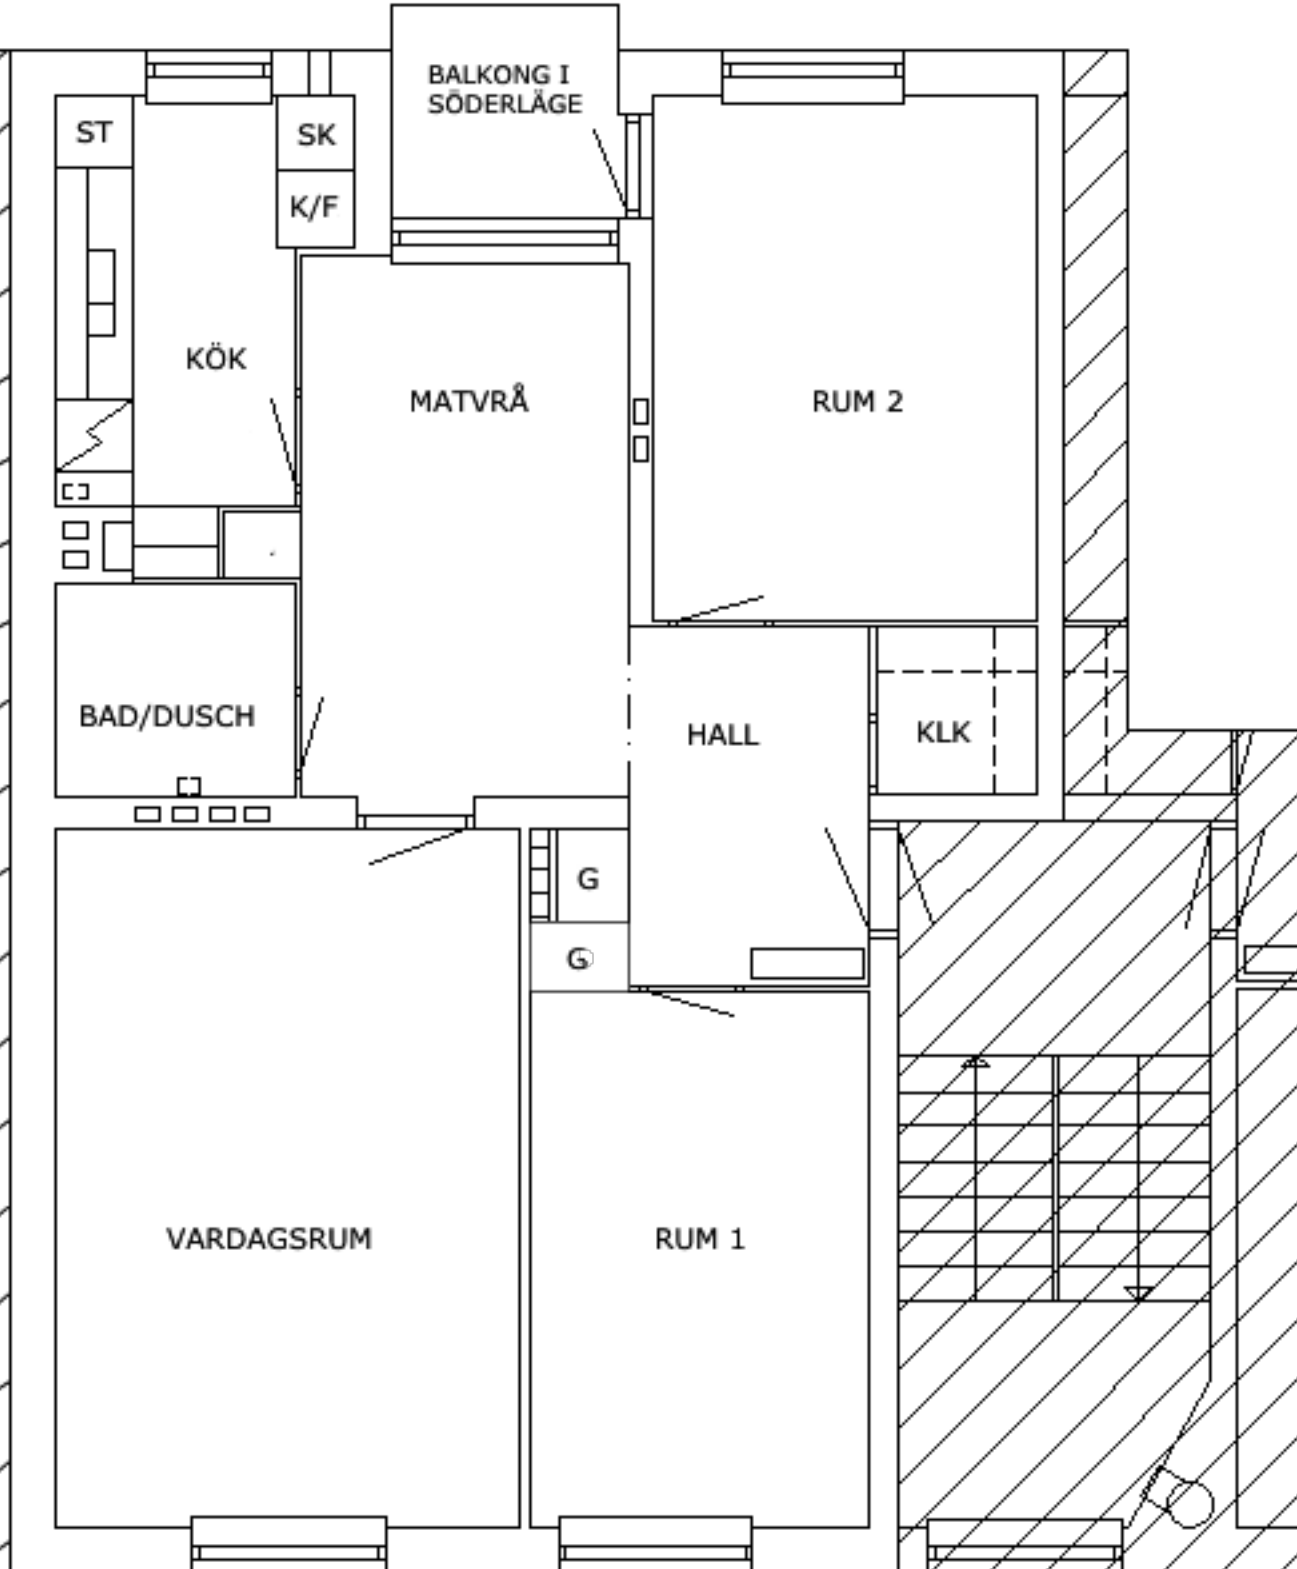 BALKONG I
SÖDERLÄGE
ST
SK
K/F
KÖK
MATVRÅ
RUM 2
BAD/DUSCH
HALL
KLK
G
G
VARDAGSRUM
RUM 1